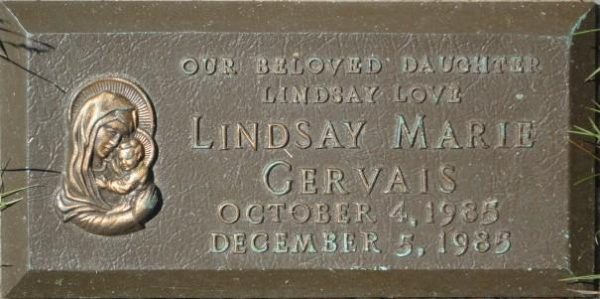 OUR BELOVED DAUGHTER
LINDSAY LOVE
LINDSAY MARIE
GERVAIS
OCTOBER 4, 1985
DECEMBER 5, 1985